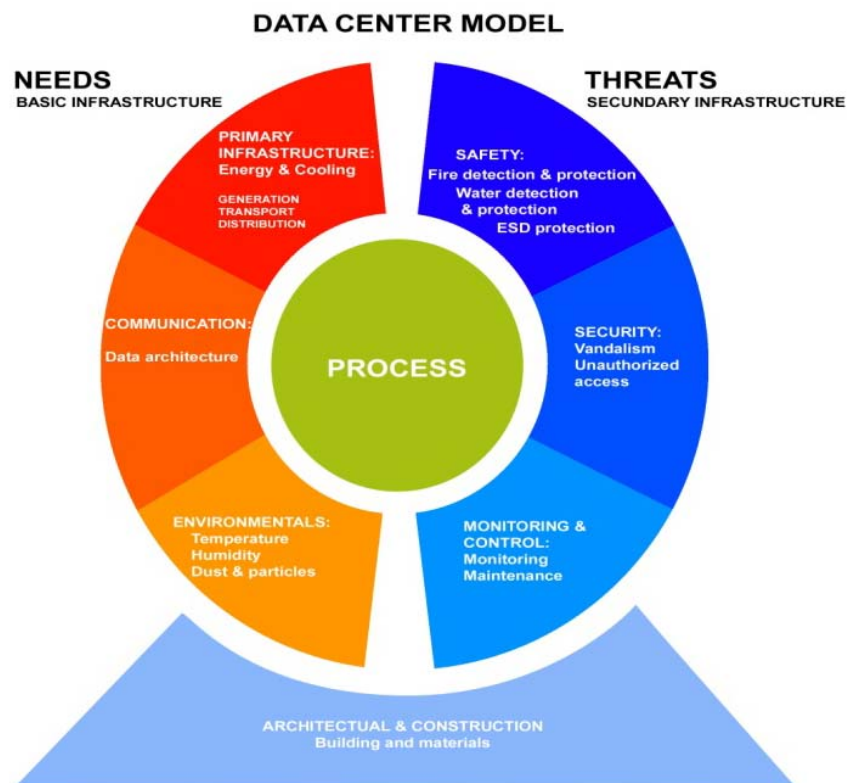 DATA CENTER MODEL
NEEDS
BASIC INFRASTRUCTURE
THREATS
SECUNDARY INFRASTRUCTURE
PRIMARY
INFRASTRUCTURE:
Energy & Cooling
GENERATION
TRANSPORT
DISTRIBUTION
SAFETY:
Fire detection & protection
Water detection
& protection
ESD protection
COMMUNICATION:
Data architecture
PROCESS
SECURITY:
Vandalism
Unauthorized
access
ENVIRONMENTALS:
Temperature
Humidity
Dust & particles
MONITORING &
CONTROL:
Monitoring
Maintenance
ARCHITECTUAL & CONSTRUCTION
Building and materials